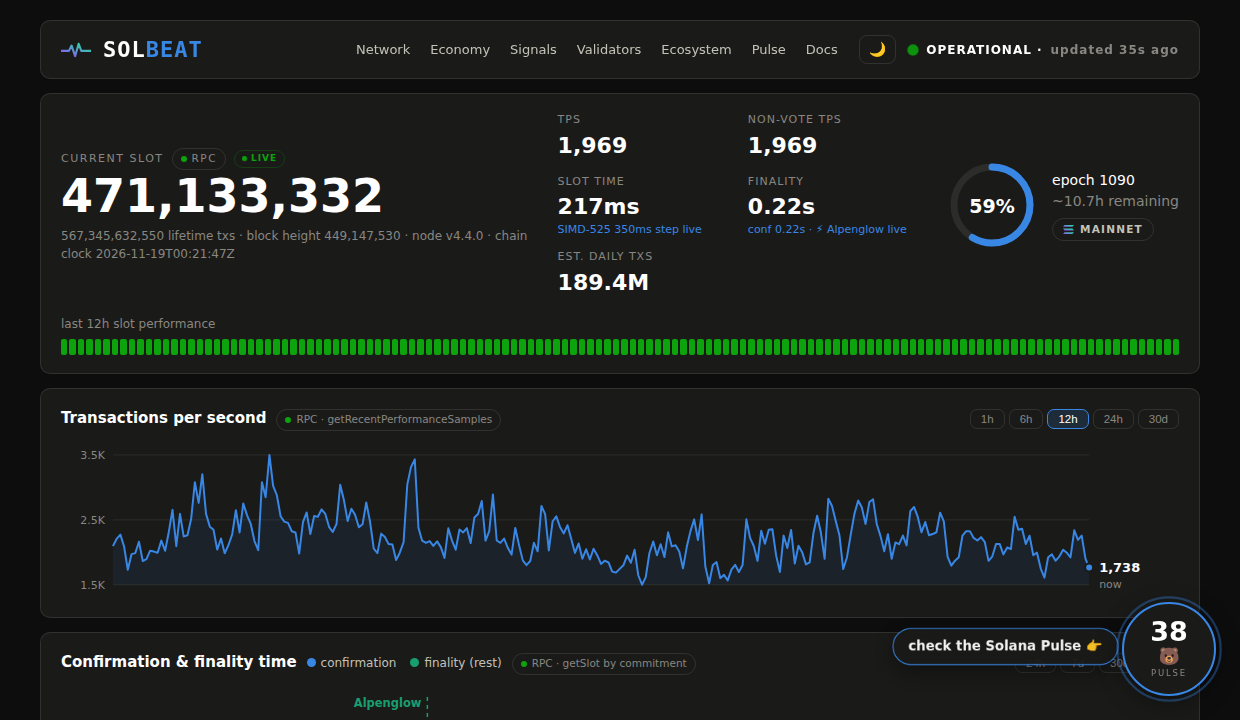 SOLBEAT
Network Economy Signals Validators Ecosystem Pulse Docs
OPERATIONAL · updated 35s ago
CURRENT SLOT RPC LIVE
471,133,332
567,345,632,550 lifetime txs · block height 449,147,530 · node v4.4.0 · chain
clock 2026-11-19T00:21:47Z
TPS
1,969
NON-VOTE TPS
1,969
SLOT TIME
217ms
SIMD-525 350ms step live
FINALITY
0.22s
conf 0.22s · ⚡ Alpenglow live
EST. DAILY TXS
189.4M
59%
epoch 1090
~10.7h remaining
MAINNET
last 12h slot performance
Transactions per second RPC · getRecentPerformanceSamples
1h 6h 12h 24h 30d
3.5K
2.5K
1.5K
1,738
now
Confirmation & finality time confirmation finality (rest) RPC · getSlot by commitment
check the Solana Pulse 👉
38
PULSE
Alpenglow